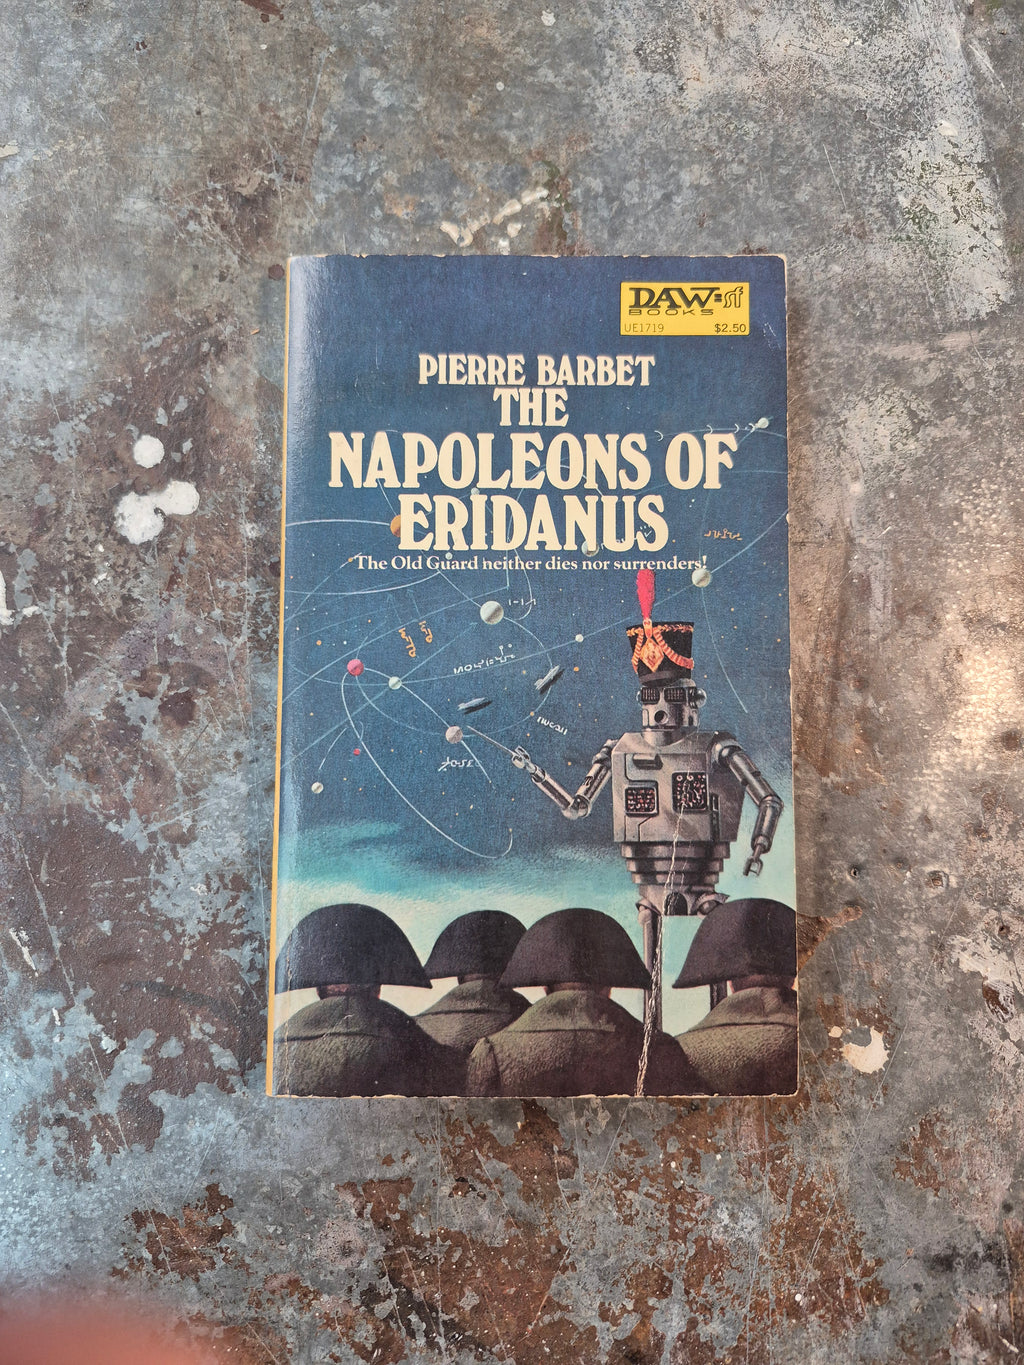 DAW=sf
BOOKS
UE1719 $2.50
PIERRE BARBET
THE
NAPOLEONS OF
ERIDANUS
The Old Guard neither dies nor surrenders!